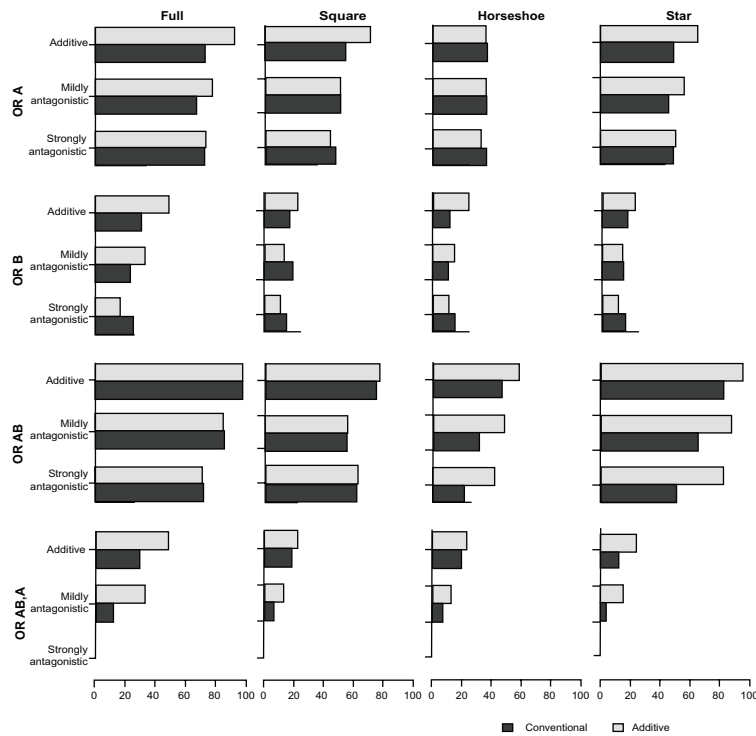 Full Square Horseshoe Star
OR A
Additive
Mildly
antagonistic
Strongly
antagonistic
OR B
Additive
Mildly
antagonistic
Strongly
antagonistic
OR AB
Additive
Mildly
antagonistic
Strongly
antagonistic
OR AB,A
Additive
Mildly
antagonistic
Strongly
antagonistic
0 20 40 60 80 100 0 20 40 60 80 100 0 20 40 60 80 100 0 20 40 60 80 100
Conventional Additive